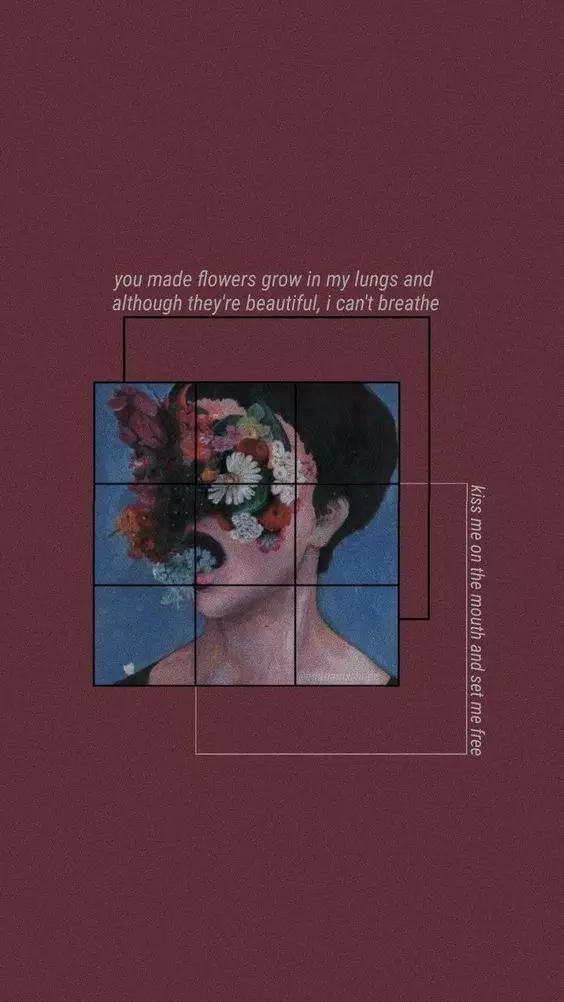 you made flowers grow in my lungs and
although they're beautiful, i can't breathe
kiss me on the mouth and set me free